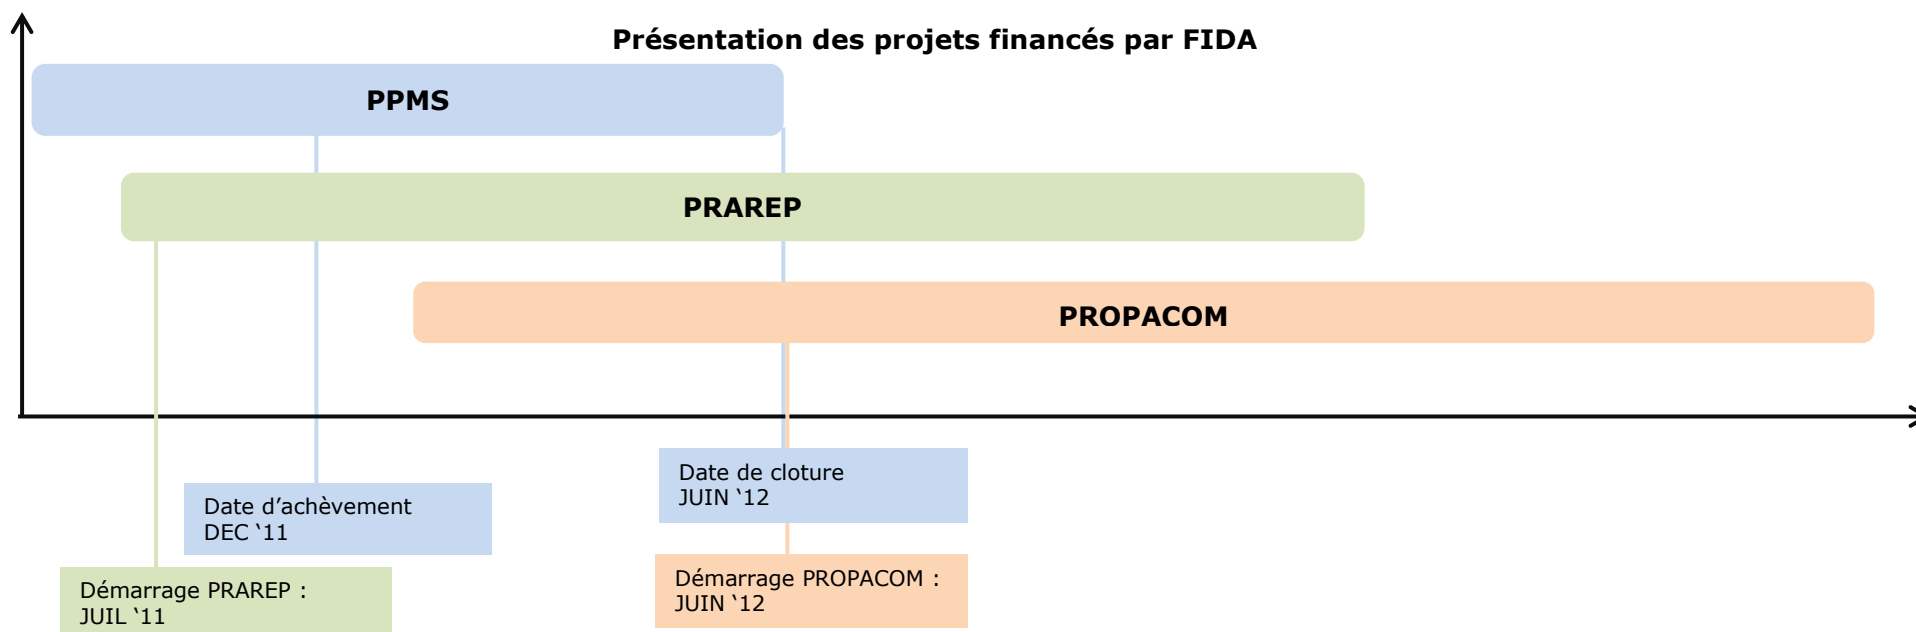 Présentation des projets financés par FIDA
PPMS
PRAREP
PROPACOM
Date de cloture
JUIN ‘12
Date d’achèvement
DEC ‘11
Démarrage PROPACOM :
JUIN ‘12
Démarrage PRAREP :
JUIL ‘11